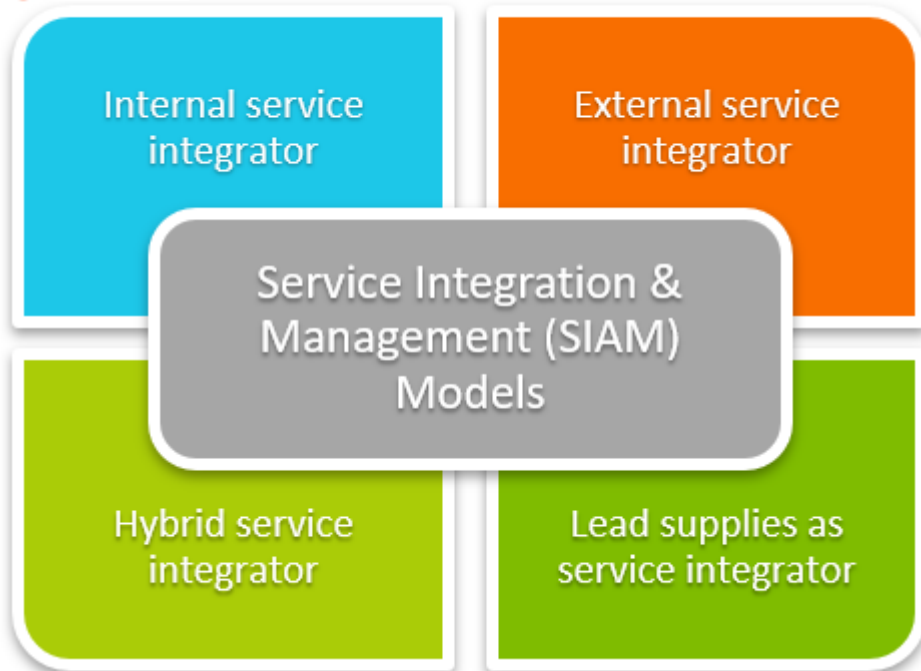 Internal service
integrator
External service
integrator
Service Integration &
Management (SIAM)
Models
Hybrid service
integrator
Lead supplies as
service integrator